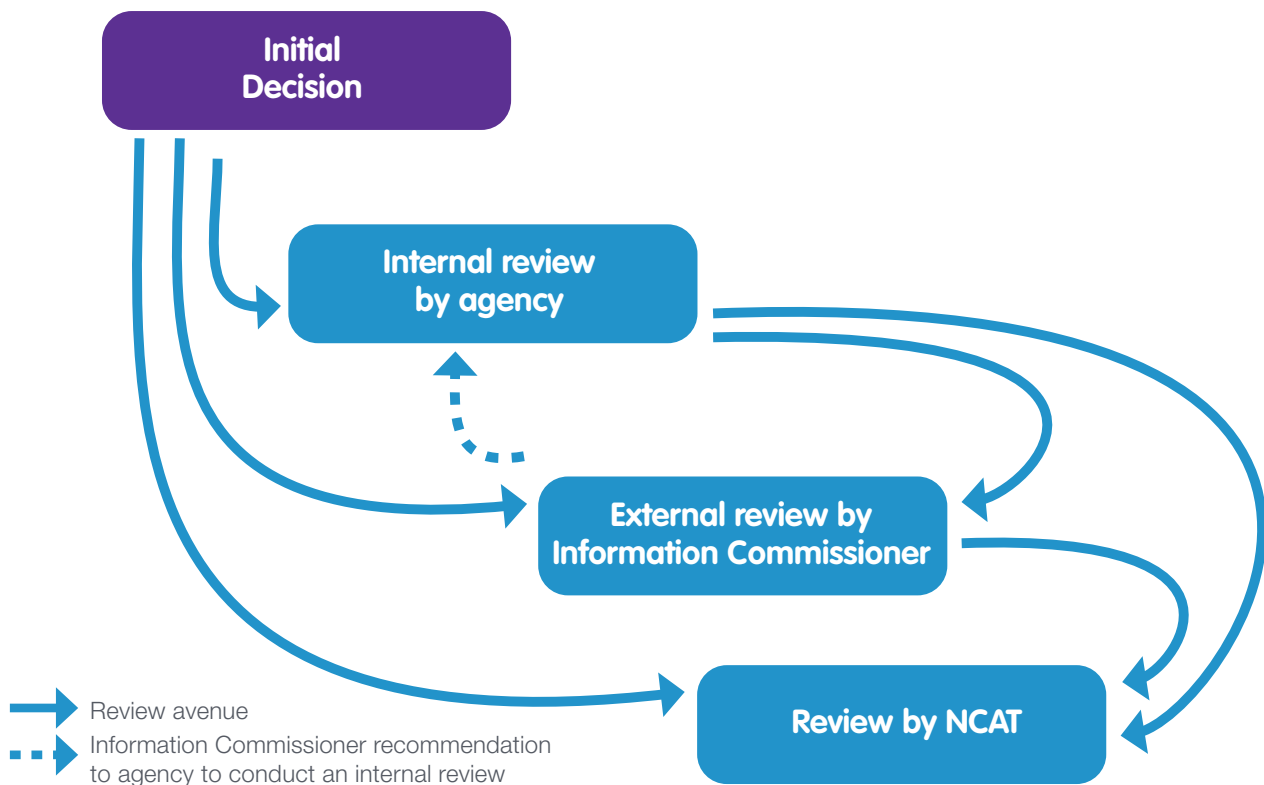 Initial
Decision
Internal review
by agency
External review by
Information Commissioner
Review by NCAT
Review avenue
Information Commissioner recommendation
to agency to conduct an internal review